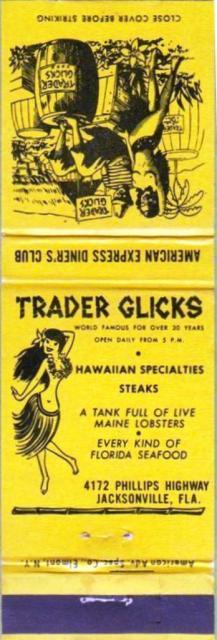 CLOSE COVER BEFORE STRIKING
TRADER
GLICKS
TRADER
GLICKS
AMERICAN EXPRESS DINER'S CLUB
TRADER GLICKS
WORLD FAMOUS FOR OVER 20 YEARS
OPEN DAILY FROM 5 P.M.
HAWAIIAN SPECIALTIES
STEAKS
A TANK FULL OF LIVE
MAINE LOBSTERS
EVERY KIND OF
FLORIDA SEAFOOD
4172 PHILLIPS HIGHWAY
JACKSONVILLE, FLA.
American Adv. Spec. Co. Elmont, N.Y.